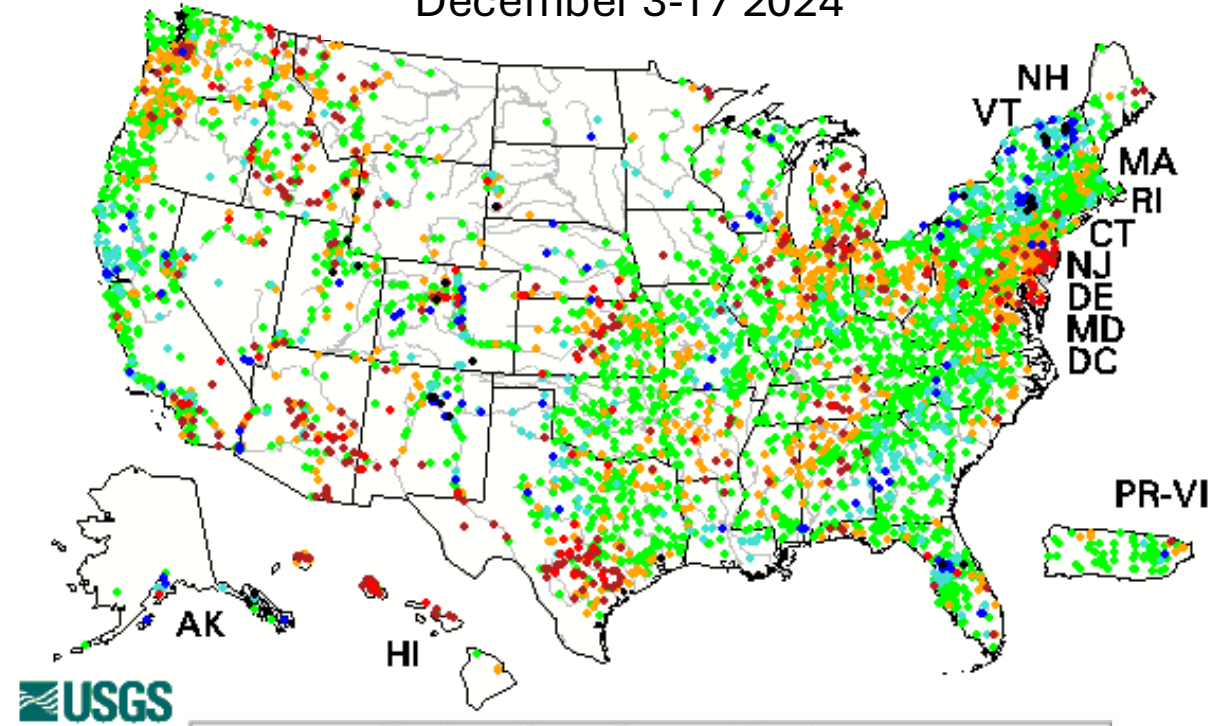 December 3-17 2024
NH
VT
MA
RI
CT
NJ
DE
MD
DC
PR-VI
AK
HI
USGS